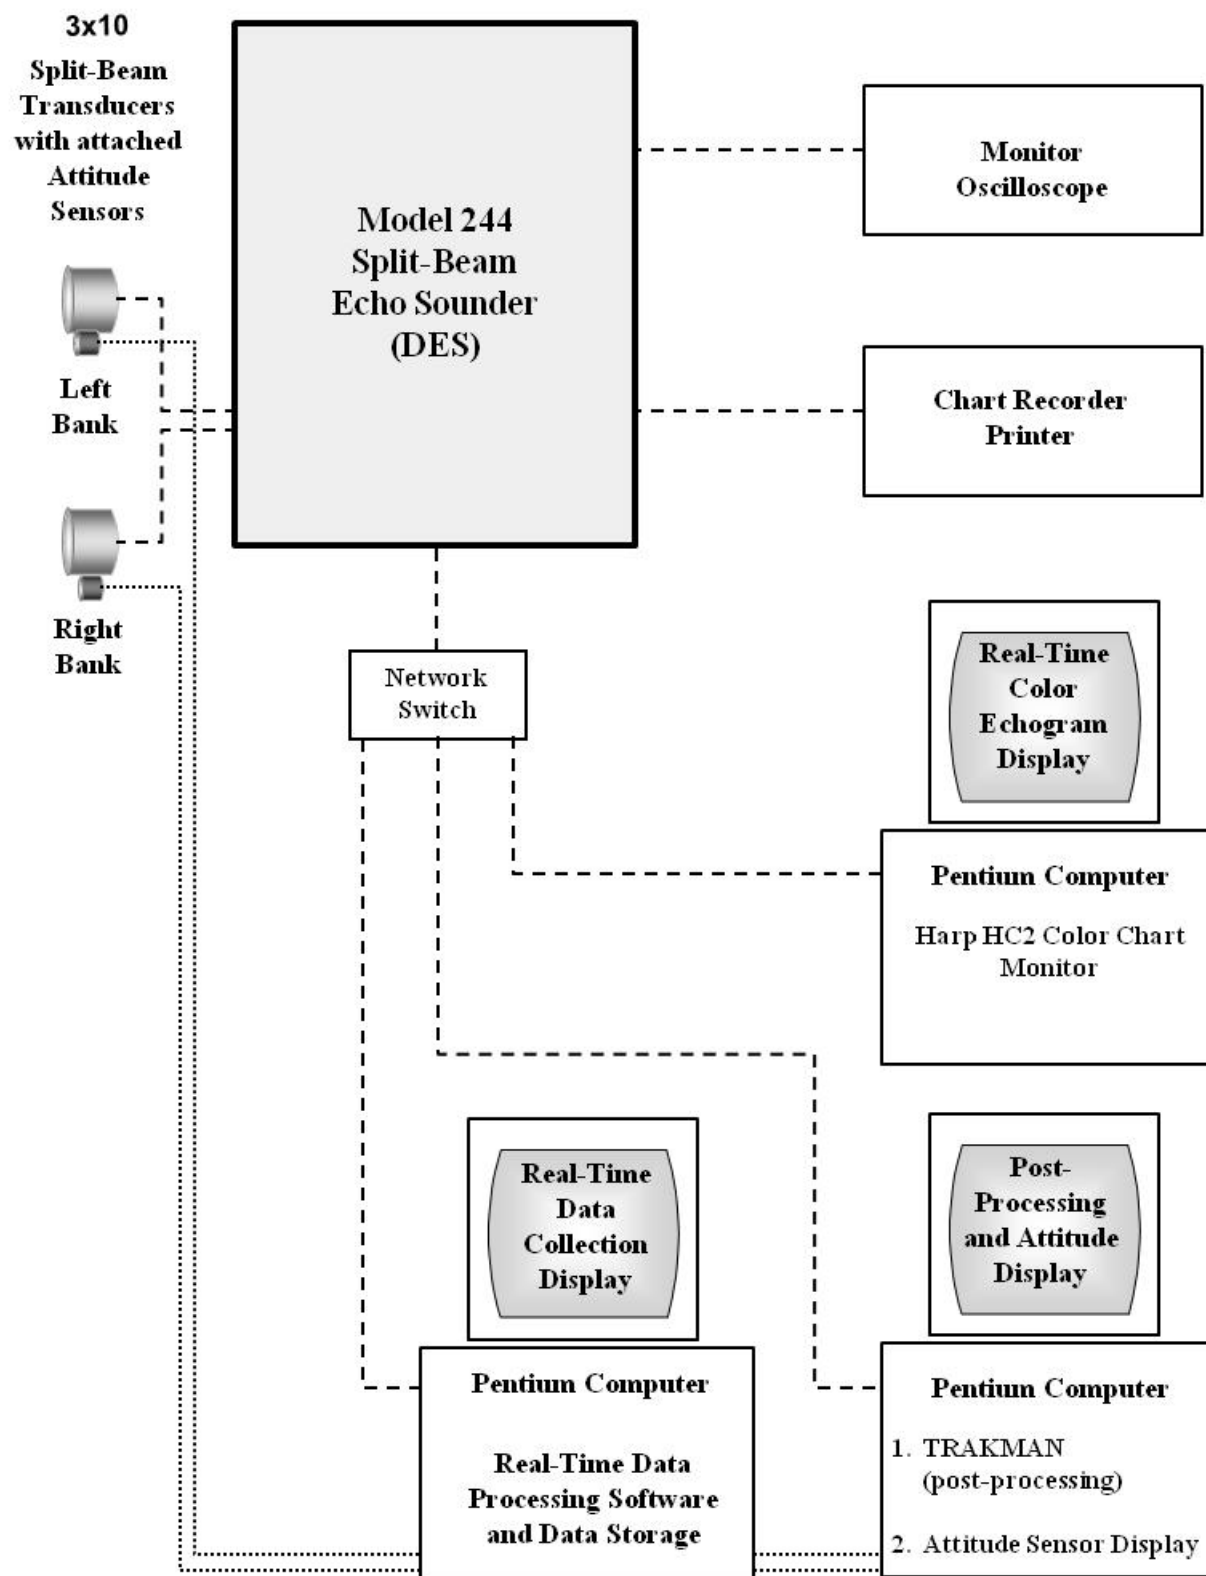 3x10
Split-Beam
Transducers
with attached
Attitude
Sensors
Left
Bank
Right
Bank
Model 244
Split-Beam
Echo Sounder
(DES)
Monitor
Oscilloscope
Chart Recorder
Printer
Network
Switch
Real-Time
Color
Echogram
Display
Pentium Computer
Harp HC2 Color Chart
Monitor
Real-Time
Data
Collection
Display
Pentium Computer
Real-Time Data
Processing Software
and Data Storage
Post-
Processing
and Attitude
Display
Pentium Computer
1. TRAKMAN
(post-processing)
2. Attitude Sensor Display